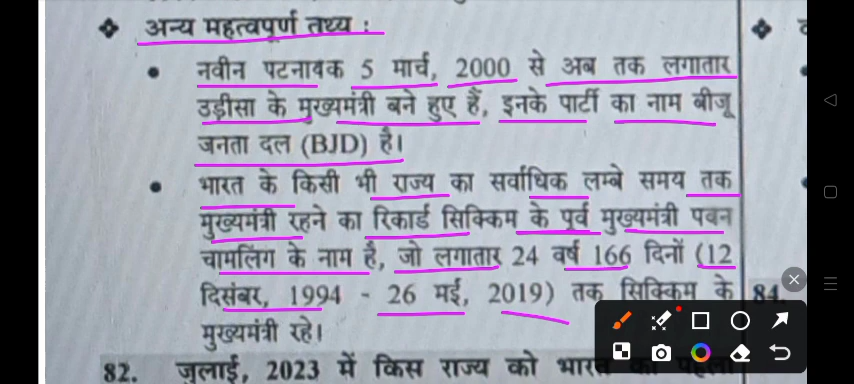 ❖ अन्य महत्वपूर्ण तथ्य :
• नवीन पटनायक 5 मार्च, 2000 से अब तक लगातार
उड़ीसा के मुख्यमंत्री बने हुए हैं, इनके पार्टी का नाम बीजू
जनता दल (BJD) है।
• भारत के किसी भी राज्य का सर्वाधिक लम्बे समय तक
मुख्यमंत्री रहने का रिकार्ड सिक्किम के पूर्व मुख्यमंत्री पवन
चामलिंग के नाम है, जो लगातार 24 वर्ष 166 दिनों (12
दिसंबर, 1994 - 26 मई, 2019) तक सिक्किम के
मुख्यमंत्री रहे।
82. जुलाई, 2023 में किस राज्य को भारत का पहला
84.